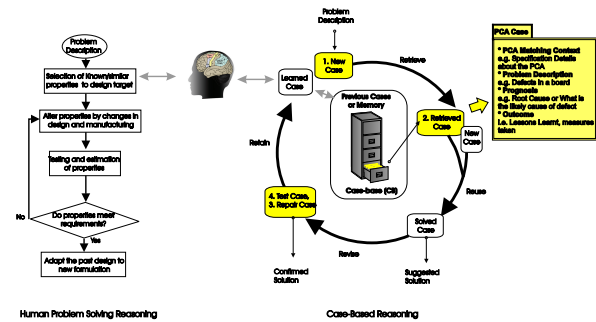 Problem
Description
Selection of Known/similar
properties to design target
Alter properties by changes in
design and manufacturing
Testing and estimation
of properties
No
Do properties meet
requirements?
Yes
Adapt the past design to
new formulation
Human Problem Solving Reasoning
Problem
Description
1. New
Case
Retrieve
Learned
Case
Previous Cases
or Memory
2. Retrieved
Case
New
Case
Case-base (CB)
Retain
Reuse
4. Test Case,
3. Repair Case
Solved
Case
Revise
Confirmed
Solution
Suggested
Solution
Case-Based Reasoning
PCA Case
* PCA Matching Context
e.g. Specification Details
about the PCA
* Problem Description
e.g. Defects in a board
* Prognosis
e.g. Root Cause or What is
the likely cause of defect
* Outcome
i.e. Lessons Learnt, measures
taken